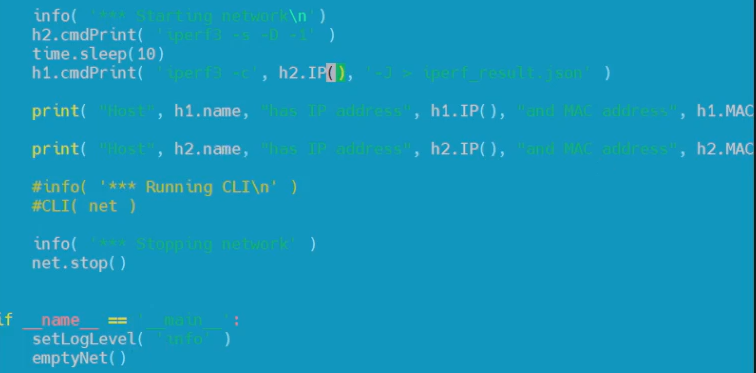 info( '*** Starting network\n')
h2.cmdPrint( 'iperf3 -s -D -1' )
time.sleep(10)
h1.cmdPrint( 'iperf3 -c', h2.IP(), '-J > iperf_result.json' )
print( "Host", h1.name, "has IP address", h1.IP(), "and MAC address", h1.MAC
print( "Host", h2.name, "has IP address", h2.IP(), "and MAC address", h2.MAC
#info( '*** Running CLI\n' )
#CLI( net )
info( '*** Stopping network' )
net.stop()
if __name__ == '__main__':
setLogLevel( 'info' )
emptyNet()